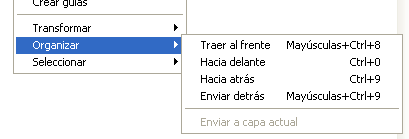 Crear guías
Transformar
Organizar
Seleccionar
Traer al frente Mayúsculas+Ctrl+8
Hacia delante Ctrl+0
Hacia atrás Ctrl+9
Enviar detrás Mayúsculas+Ctrl+9
Enviar a capa actual